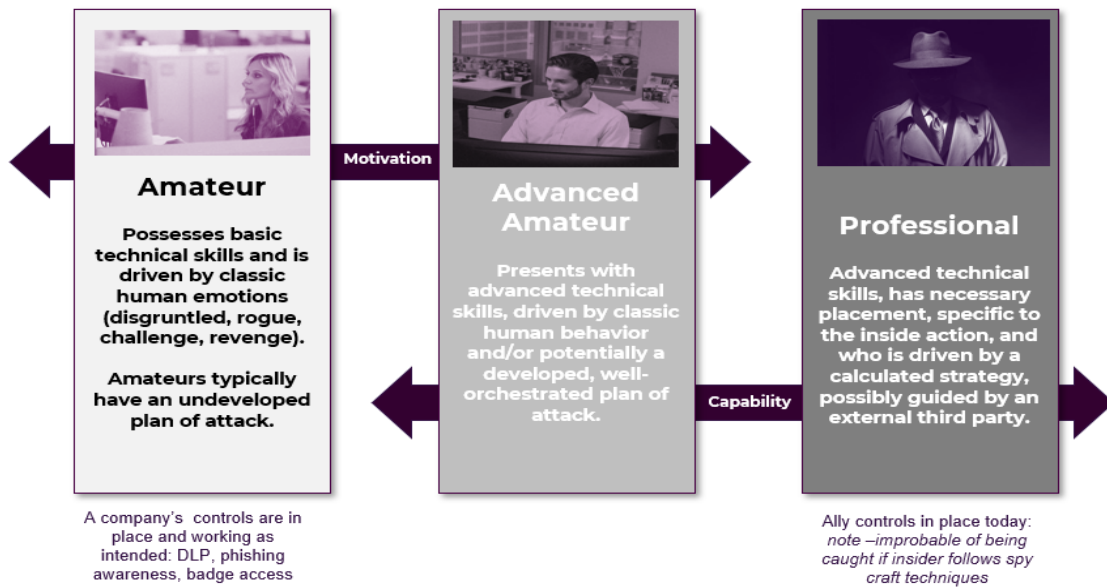 Motivation
Amateur
Possesses basic
technical skills and is
driven by classic
human emotions
(disgruntled, rogue,
challenge, revenge).
Amateurs typically
have an undeveloped
plan of attack.
A company's controls are in
place and working as
intended: DLP, phishing
awareness, badge access
Advanced
Amateur
Presents with
advanced technical
skills, driven by classic
human behavior
and/or potentially a
developed, well-
orchestrated plan of
attack.
Capability
Professional
Advanced technical
skills, has necessary
placement, specific to
the inside action, and
who is driven by a
calculated strategy,
possibly guided by an
external third party.
Ally controls in place today:
note –improbable of being
caught if insider follows spy
craft techniques